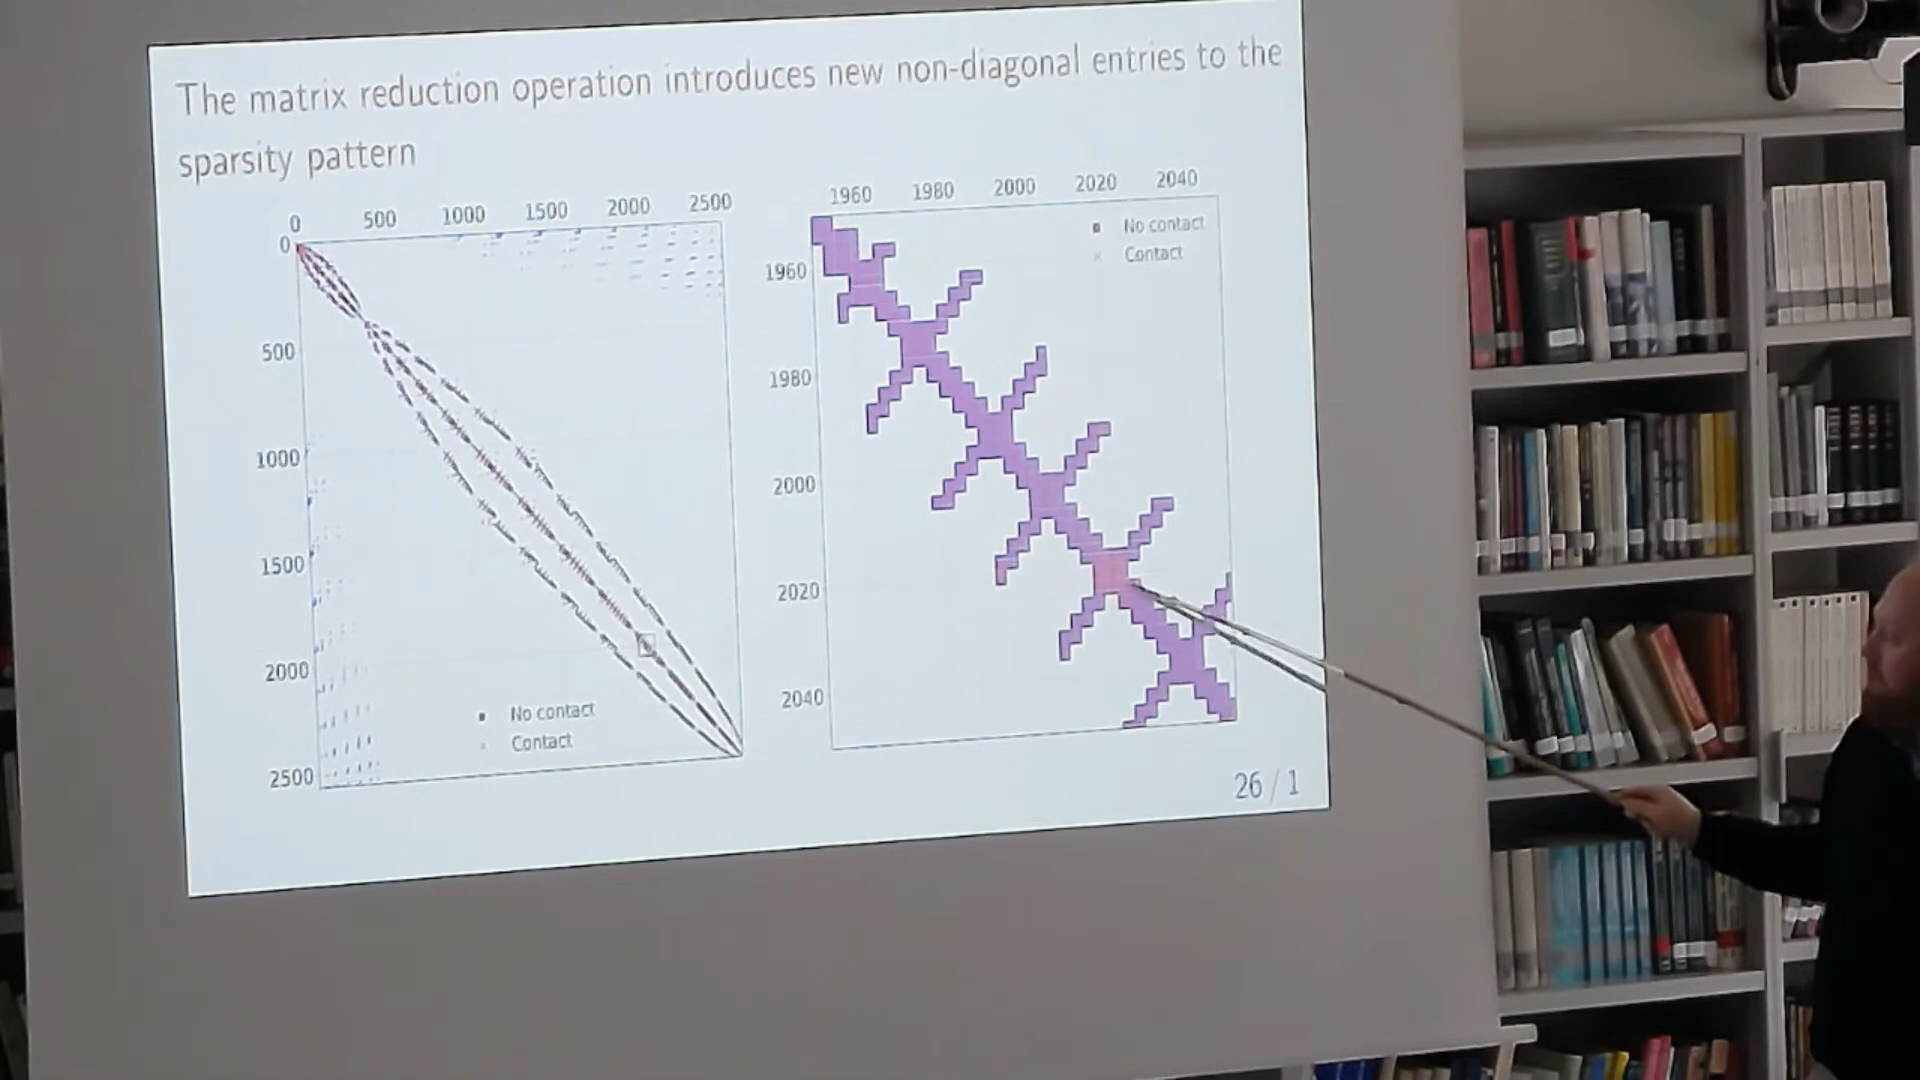 The matrix reduction operation introduces new non-diagonal entries to the
sparsity pattern
0 500 1000 1500 2000 2500
0
500
1000
1500
2000
2500
No contact
Contact
1960 1980 2000 2020 2040
1960
1980
2000
2020
2040
No contact
Contact
26 / 1